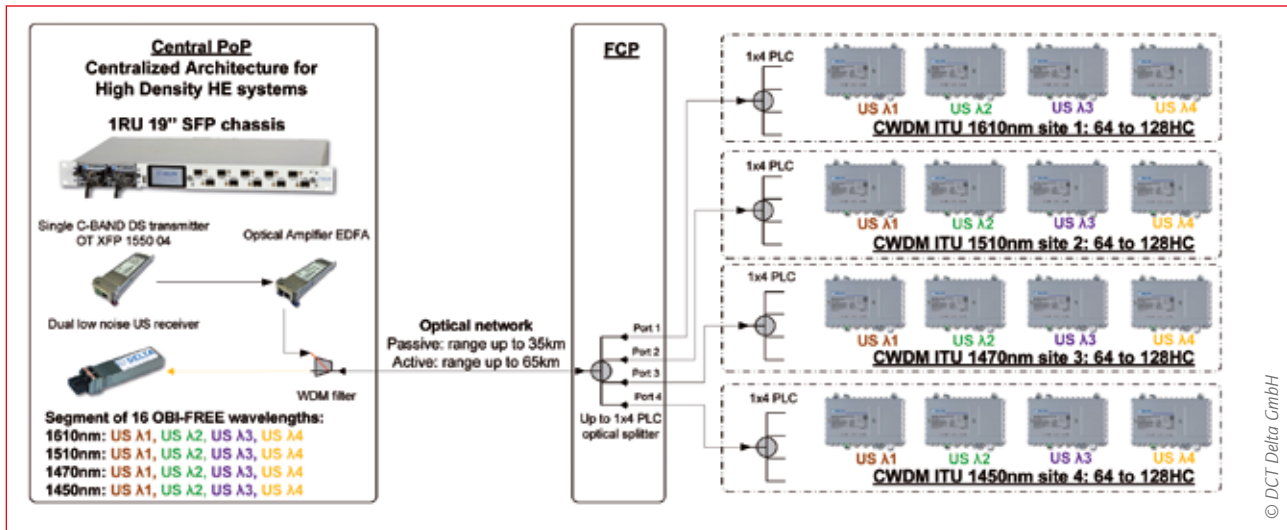 Central PoP
Centralized Architecture for
High Density HE systems
1RU 19" SFP chassis
Single C-BAND DS transmitter
OT XFP 1550 04
Optical Amplifier EDFA
Dual low noise US receiver
DELTA
WDM filter
Segment of 16 OBI-FREE wavelengths:
1610nm: US λ1, US λ2, US λ3, US λ4
1510nm: US λ1, US λ2, US λ3, US λ4
1470nm: US λ1, US λ2, US λ3, US λ4
1450nm: US λ1, US λ2, US λ3, US λ4
Optical network
Passive: range up to 35km
Active: range up to 65km
FCP
Port 1
Port 2
Port 3
Port 4
Up to 1x4 PLC
optical splitter
1x4 PLC
US λ1 US λ2 US λ3 US λ4
CWDM ITU 1610nm site 1: 64 to 128HC
1x4 PLC
US λ1 US λ2 US λ3 US λ4
CWDM ITU 1510nm site 2: 64 to 128HC
1x4 PLC
US λ1 US λ2 US λ3 US λ4
CWDM ITU 1470nm site 3: 64 to 128HC
1x4 PLC
US λ1 US λ2 US λ3 US λ4
CWDM ITU 1450nm site 4: 64 to 128HC
© DCT Delta GmbH